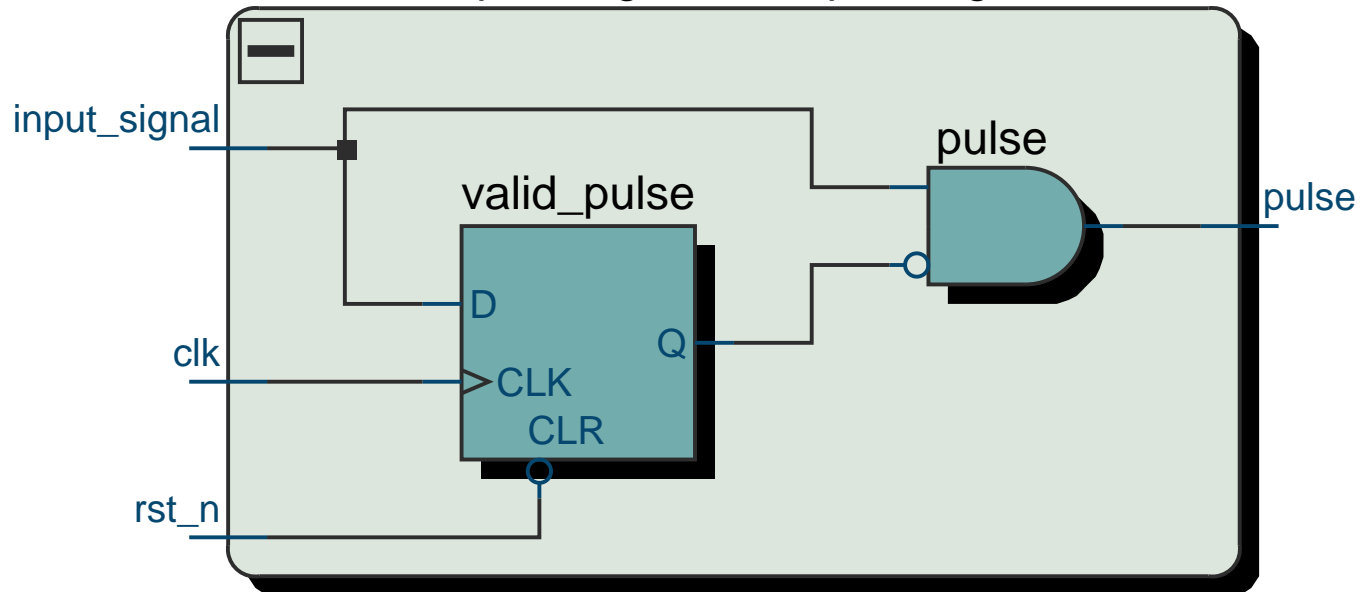 input_signal
pulse
valid_pulse
pulse
D
Q
clk
CLK
CLR
rst_n